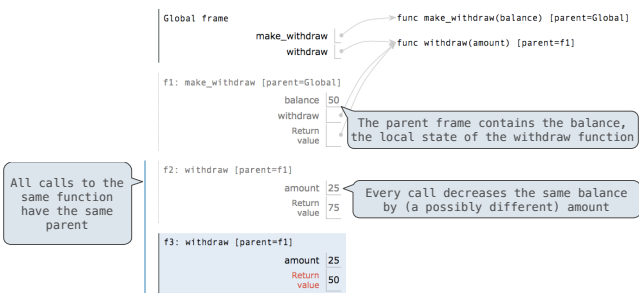 Global frame
make_withdraw
withdraw
func make_withdraw(balance) [parent=Global]
func withdraw(amount) [parent=f1]
f1: make_withdraw [parent=Global]
balance 50
withdraw
Return
value
The parent frame contains the balance,
the local state of the withdraw function
All calls to the
same function
have the same
parent
f2: withdraw [parent=f1]
amount 25
Return
value 75
Every call decreases the same balance
by (a possibly different) amount
f3: withdraw [parent=f1]
amount 25
Return
value 50